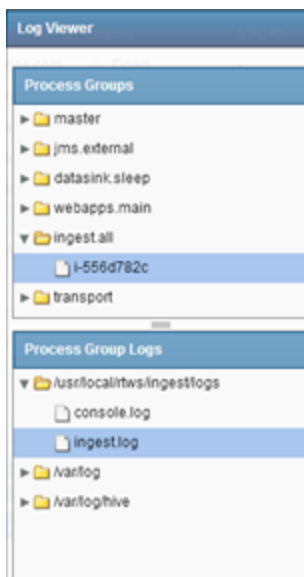 Log Viewer
Process Groups
master
jms.external
datasink.sleep
webapps.main
ingest.all
i-556d782c
transport
Process Group Logs
/usr/local/rtws/ingest/logs
console.log
ingest.log
/var/log
/var/log/hive